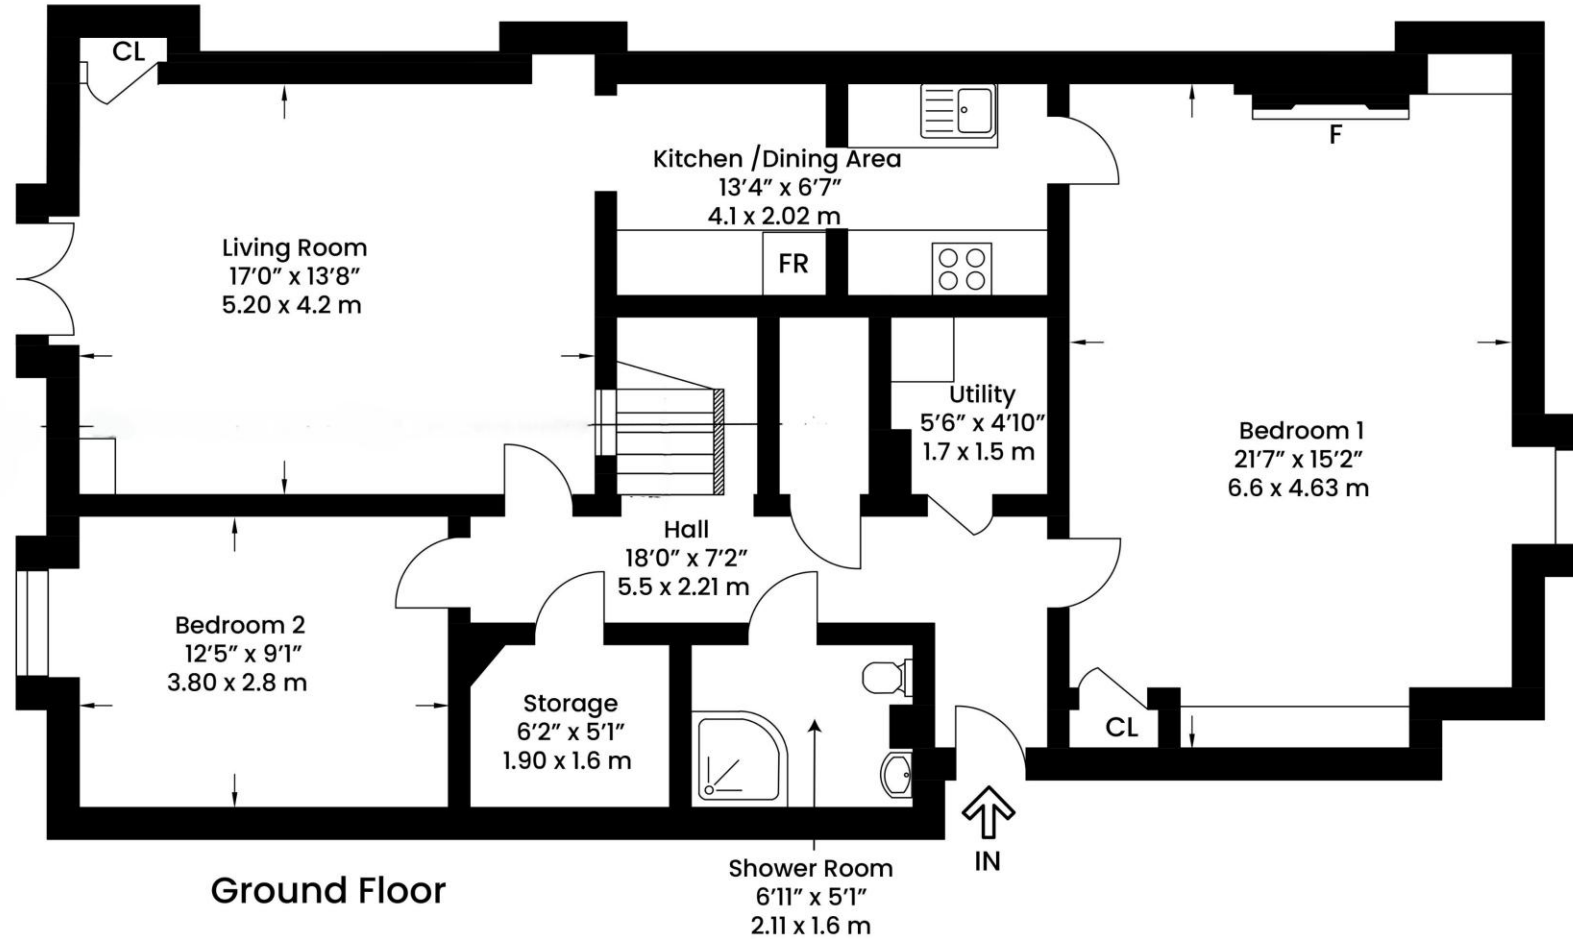 CL
Living Room
17’0” x 13’8”
5.20 x 4.2 m
Kitchen /Dining Area
13’4” x 6’7”
4.1 x 2.02 m
FR
F
Utility
5’6” x 4’10”
1.7 x 1.5 m
Bedroom 1
21’7” x 15’2”
6.6 x 4.63 m
Hall
18’0” x 7’2”
5.5 x 2.21 m
Bedroom 2
12’5” x 9’1”
3.80 x 2.8 m
Storage
6’2” x 5’1”
1.90 x 1.6 m
CL
IN
Shower Room
6’11” x 5’1”
2.11 x 1.6 m
Ground Floor